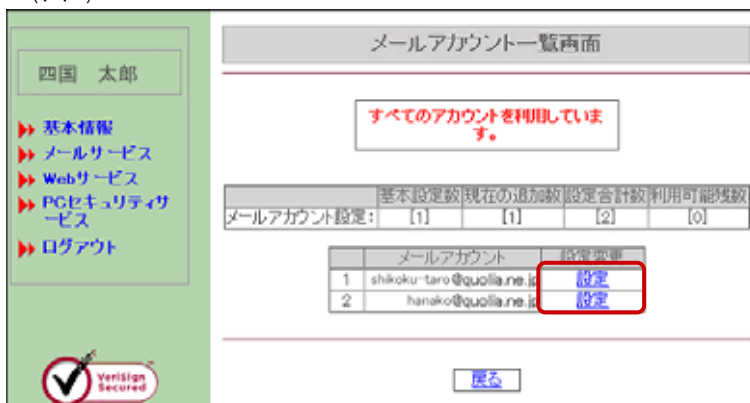 四国 太郎
基本情報
メールサービス
Webサービス
PCセキュリティサ
ービス
ログアウト
VeriSign
Secured
メールアカウント一覧画面
すべてのアカウントを利用していま
す。
基本設定数 現在の追加数 設定合計数 利用可能残数
メールアカウント設定: [1] [1] [2] [0]
メールアカウント 設定変更
1 shikoku-taro@quolia.ne.jp 設定
2 hanako@quolia.ne.jp 設定
戻る